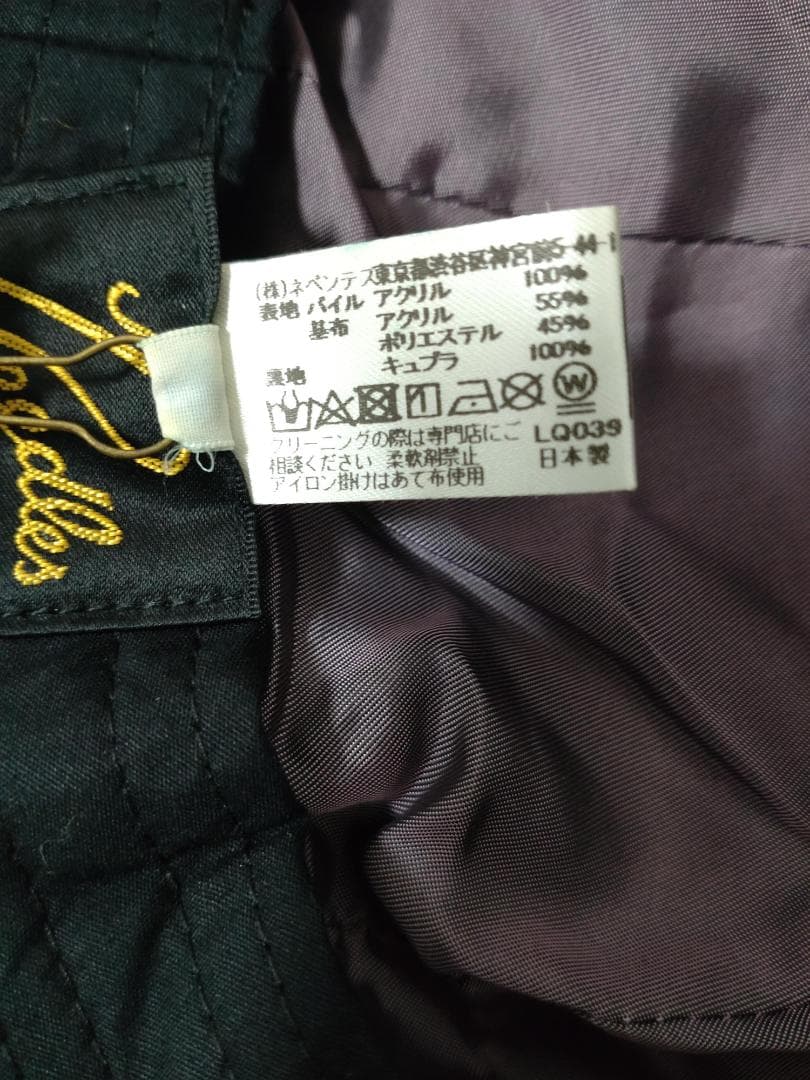 Needles
(株)ネペンテス東京都渋谷区神宮前5-44-1
表地 パイル アクリル 100%
基布 アクリル 55%
ポリエステル 45%
裏地 キュプラ 100%
W
クリーニングの際は専門店にご LQ039
相談ください 柔軟剤禁止 日本製
アイロン掛けはあて布使用